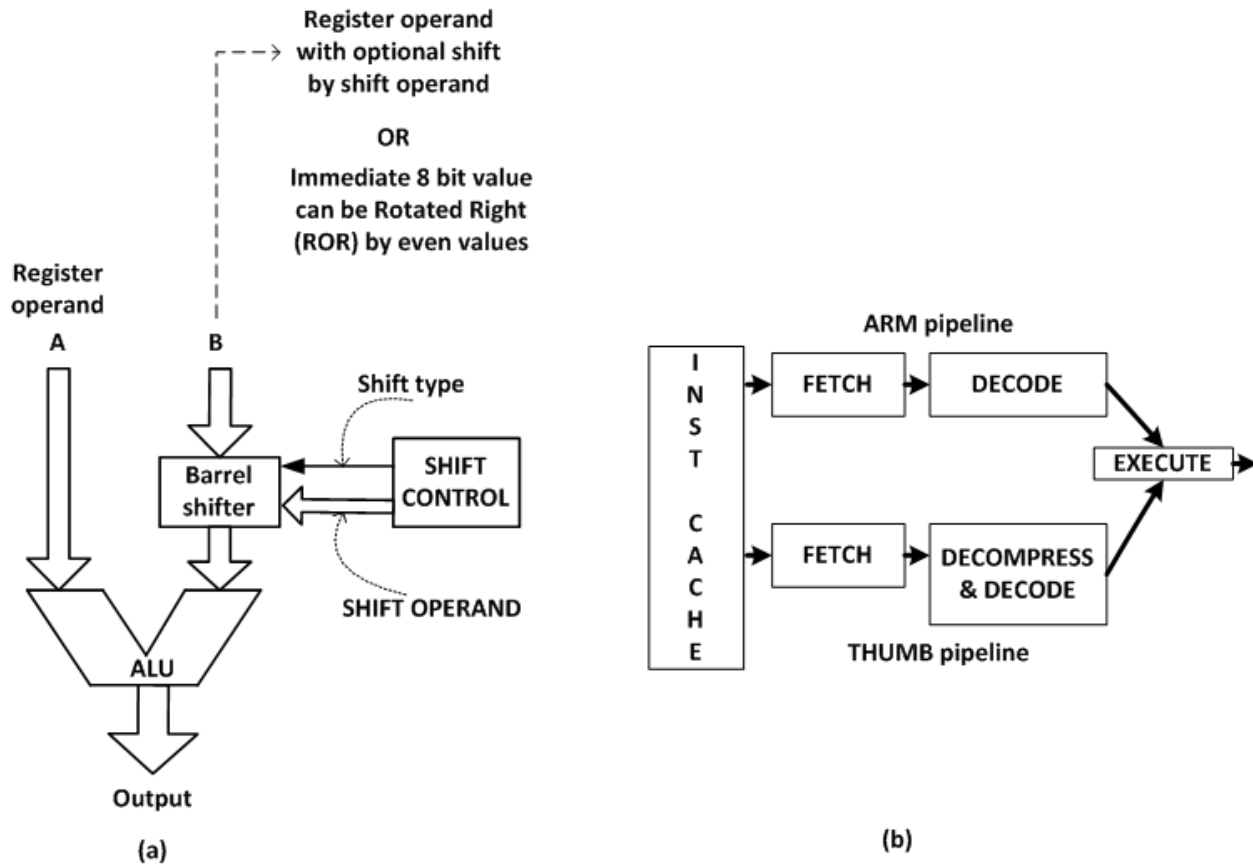 Register operand
with optional shift
by shift operand
OR
Immediate 8 bit value
can be Rotated Right
(ROR) by even values
Register
operand
A
B
Shift type
Barrel
shifter
SHIFT
CONTROL
SHIFT OPERAND
ALU
Output
(a)
ARM pipeline
INST CACHE
FETCH
DECODE
EXECUTE
FETCH
DECOMPRESS
& DECODE
THUMB pipeline
(b)